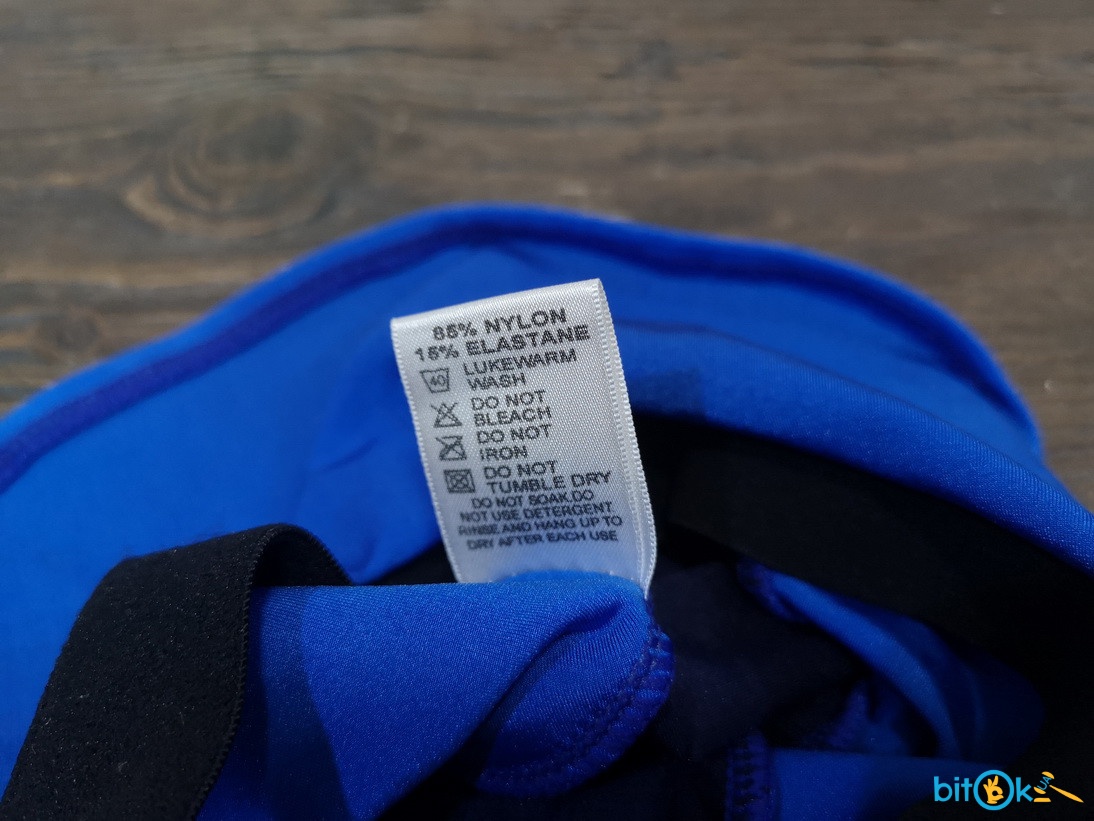 85% NYLON
15% ELASTANE
40 LUKEWARM
WASH
DO NOT
BLEACH
DO NOT
IRON
DO NOT
TUMBLE DRY
DO NOT SOAK.DO
NOT USE DETERGENT
RINSE AND HANG UP TO
DRY AFTER EACH USE
bitOk UA